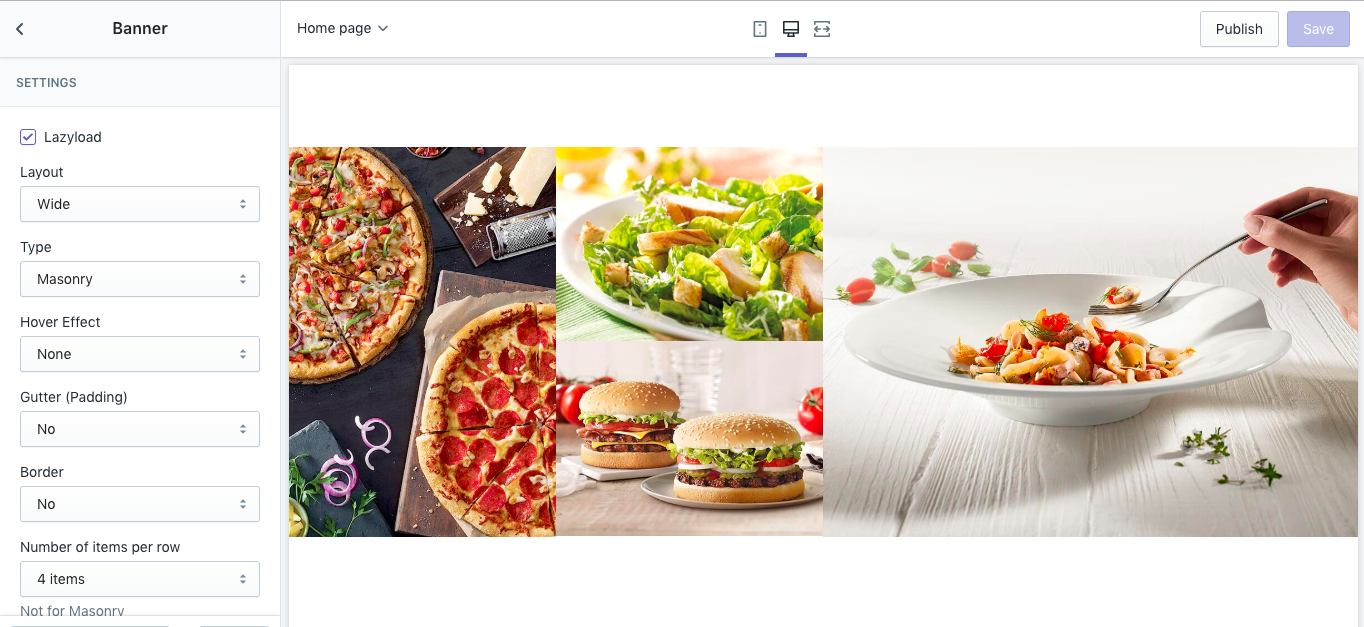 Banner
Home page
Publish
Save
SETTINGS
Lazyload
Layout
Wide
Type
Masonry
Hover Effect
None
Gutter (Padding)
No
Border
No
Number of items per row
4 items
Not for Masonry